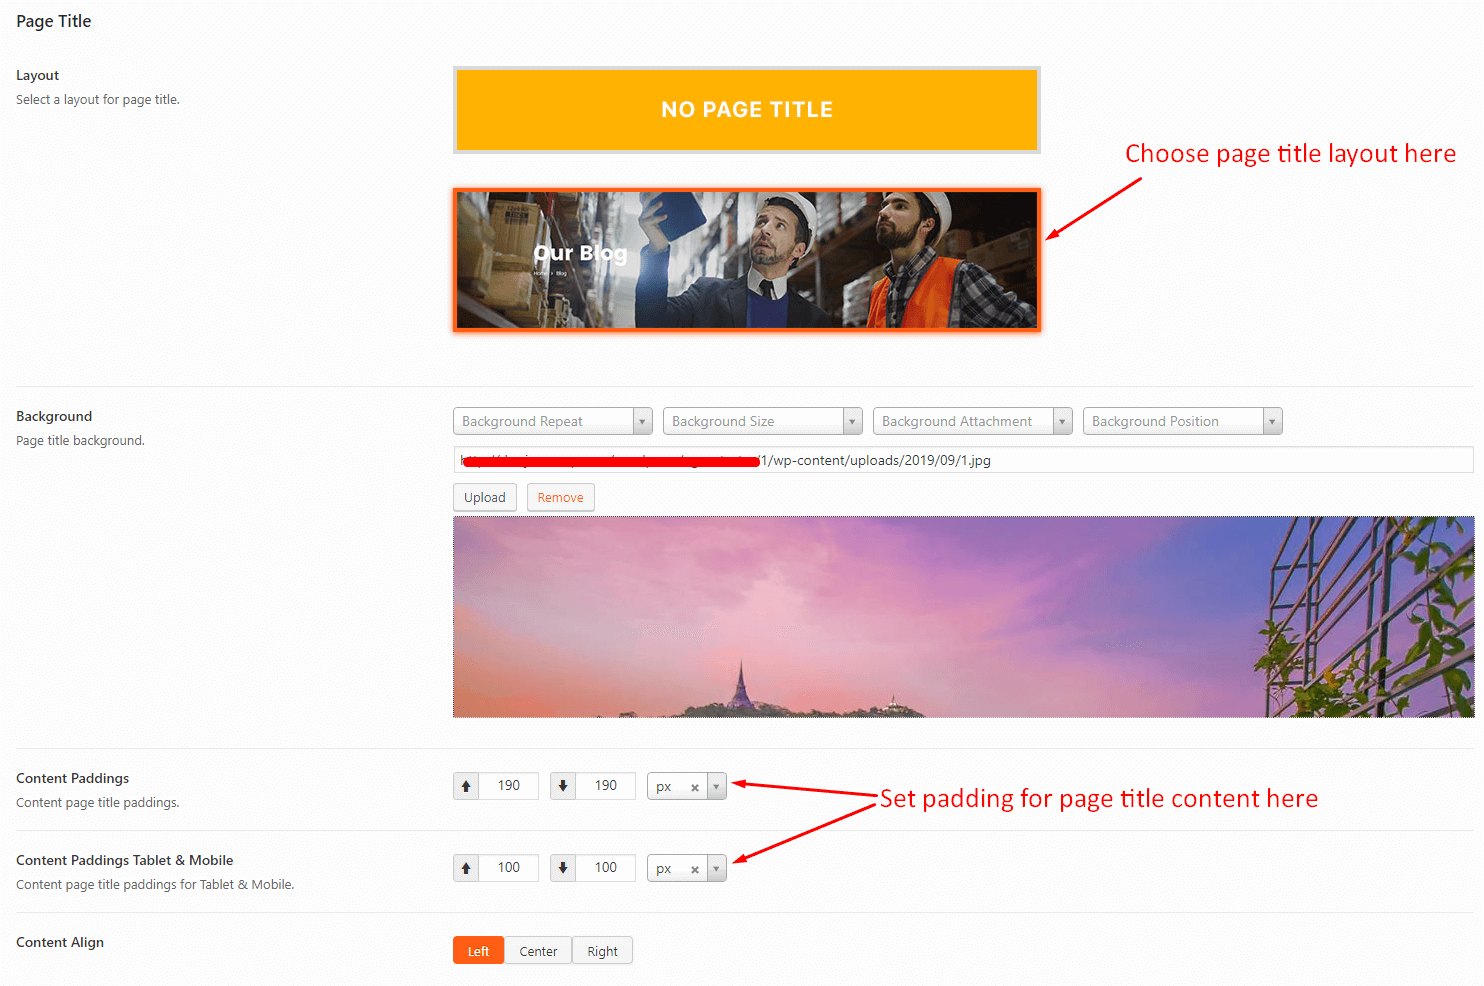 Page Title
Layout
Select a layout for page title.
NO PAGE TITLE
Choose page title layout here
Our Blog
Home > Blog
Background
Page title background.
Background Repeat Background Size Background Attachment Background Position
/1/wp-content/uploads/2019/09/1.jpg
Upload Remove
Content Paddings
Content page title paddings.
190 190 px
Set padding for page title content here
Content Paddings Tablet & Mobile
Content page title paddings for Tablet & Mobile.
100 100 px
Content Align
Left Center Right